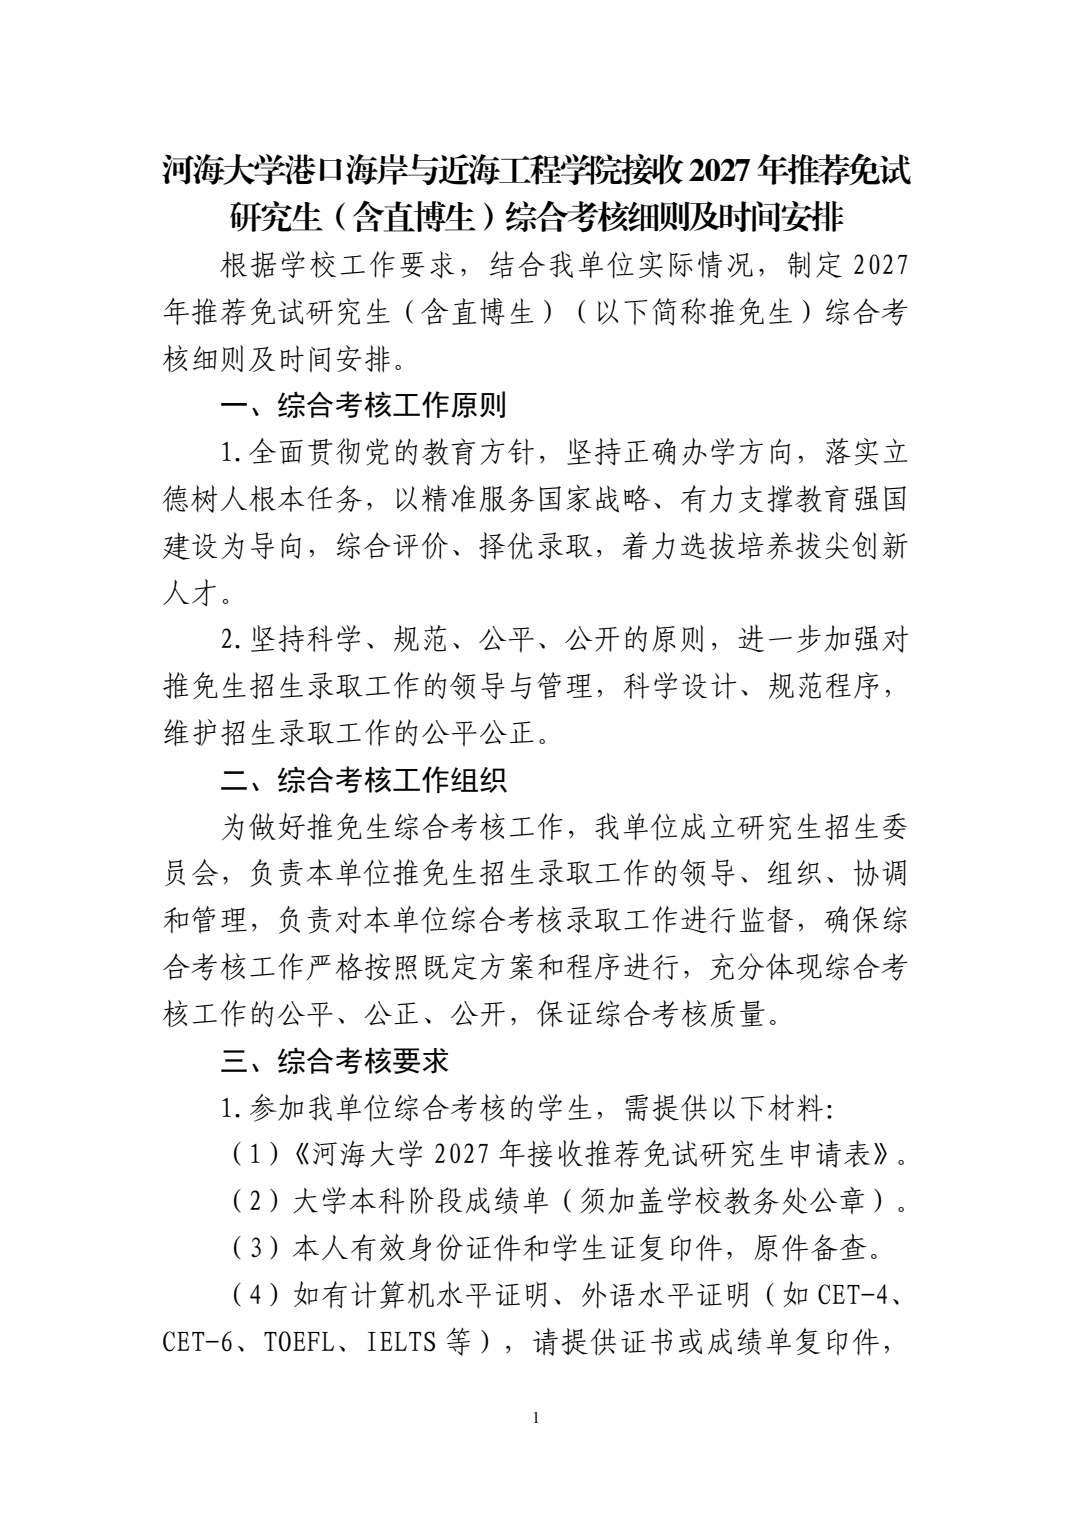 河海大学港口海岸与近海工程学院接收 2027 年推荐免试
研究生（含直博生）综合考核细则及时间安排
根据学校工作要求，结合我单位实际情况，制定 2027
年推荐免试研究生（含直博生）（以下简称推免生）综合考
核细则及时间安排。
一、综合考核工作原则
1.全面贯彻党的教育方针，坚持正确办学方向，落实立
德树人根本任务，以精准服务国家战略、有力支撑教育强国
建设为导向，综合评价、择优录取，着力选拔培养拔尖创新
人才。
2.坚持科学、规范、公平、公开的原则，进一步加强对
推免生招生录取工作的领导与管理，科学设计、规范程序，
维护招生录取工作的公平公正。
二、综合考核工作组织
为做好推免生综合考核工作，我单位成立研究生招生委
员会，负责本单位推免生招生录取工作的领导、组织、协调
和管理，负责对本单位综合考核录取工作进行监督，确保综
合考核工作严格按照既定方案和程序进行，充分体现综合考
核工作的公平、公正、公开，保证综合考核质量。
三、综合考核要求
1.参加我单位综合考核的学生，需提供以下材料：
（1）《河海大学 2027 年接收推荐免试研究生申请表》。
（2）大学本科阶段成绩单（须加盖学校教务处公章）。
（3）本人有效身份证件和学生证复印件，原件备查。
（4）如有计算机水平证明、外语水平证明（如 CET-4、
CET-6、TOEFL、IELTS 等），请提供证书或成绩单复印件，
1